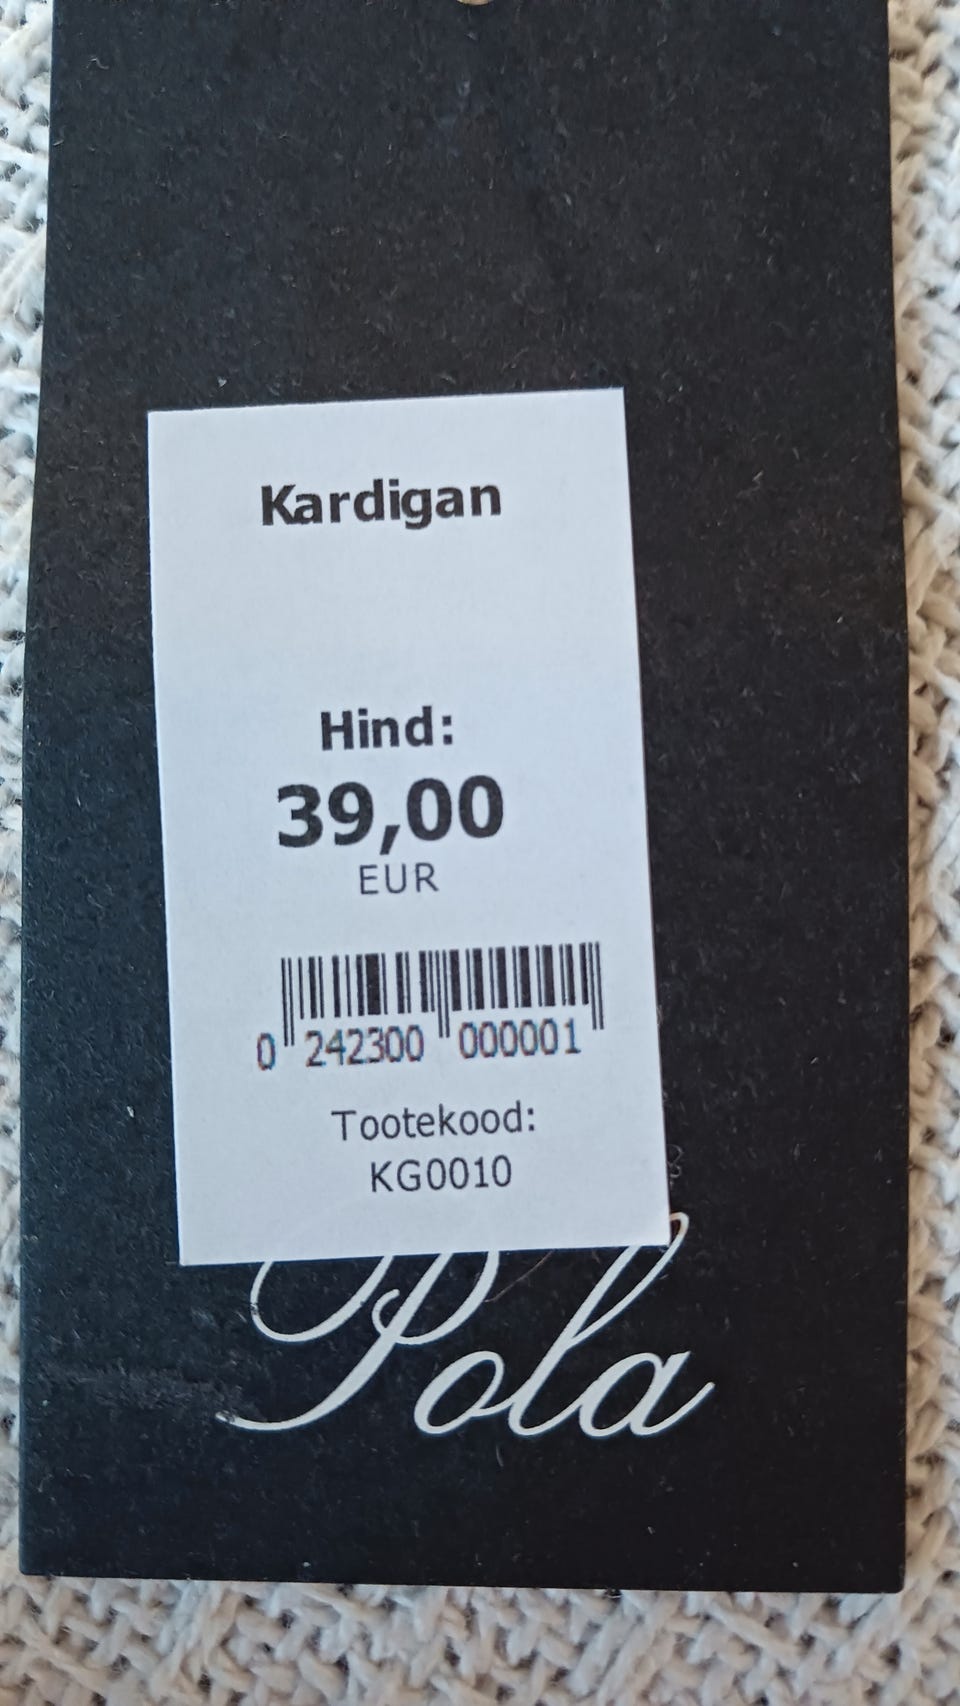 Kardigan
Hind:
39,00
EUR
0 242300 000001
Tootekood:
KG0010
Pola